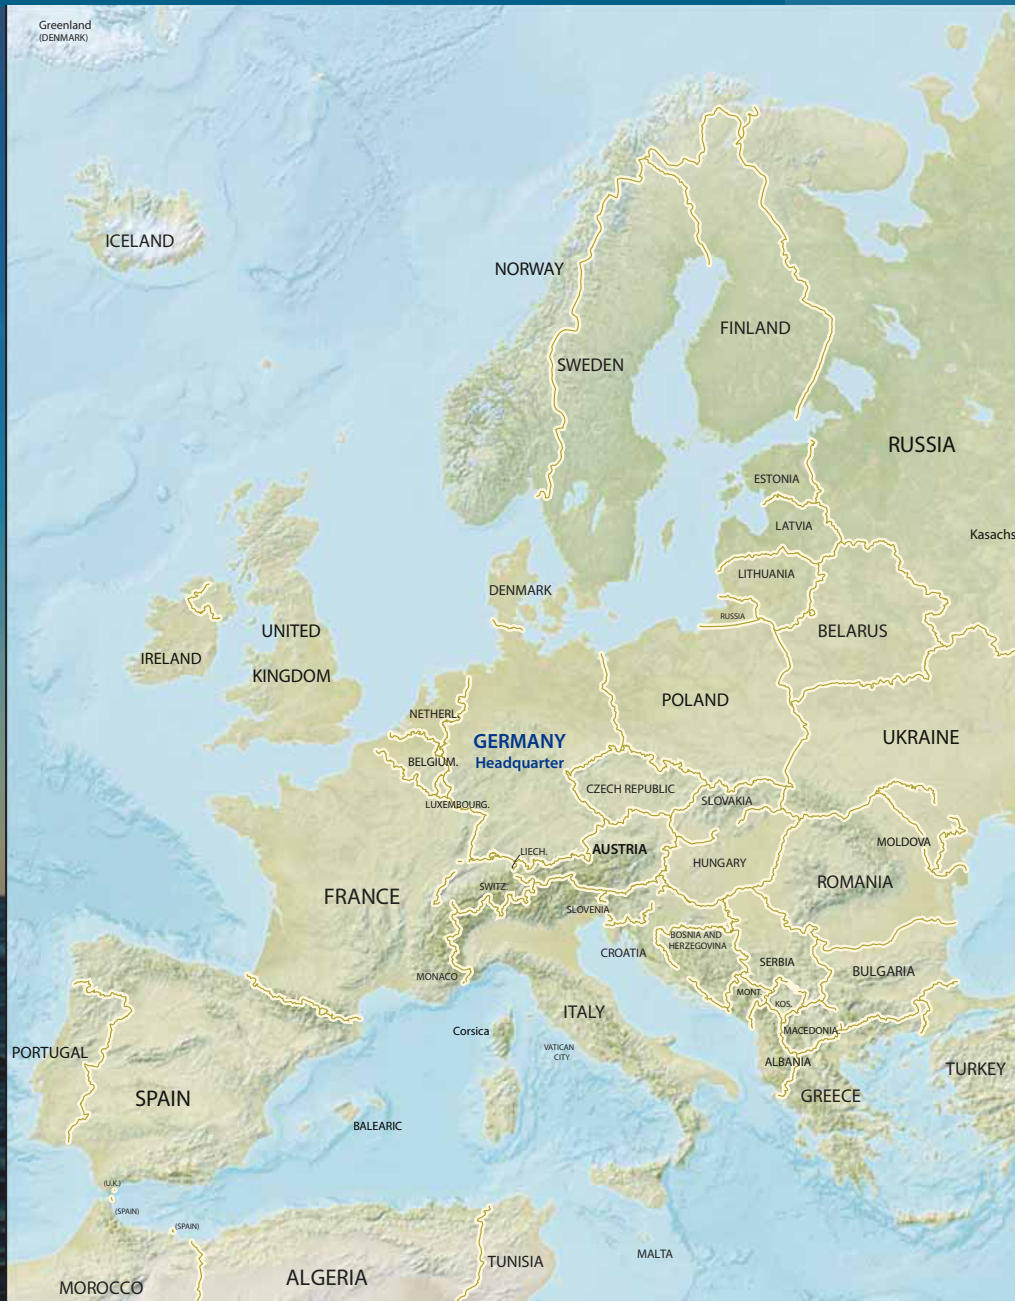 Greenland
(DENMARK)
ICELAND
NORWAY
FINLAND
SWEDEN
RUSSIA
ESTONIA
LATVIA
Kasachs
LITHUANIA
DENMARK
RUSSIA
UNITED
KINGDOM
BELARUS
IRELAND
POLAND
NETHERL.
GERMANY
Headquarter
UKRAINE
BELGIUM.
CZECH REPUBLIC
LUXEMBOURG.
SLOVAKIA
MOLDOVA
LIECH.
AUSTRIA
HUNGARY
ROMANIA
FRANCE
SWITZ.
SLOVENIA
BOSNIA AND
HERZEGOVINA
CROATIA
SERBIA
BULGARIA
MONACO
MONT.
KOS.
ITALY
Corsica
MACEDONIA
VATICAN
CITY
PORTUGAL
ALBANIA
TURKEY
SPAIN
GREECE
BALEARIC
(U.K.)
(SPAIN)
(SPAIN)
MALTA
TUNISIA
ALGERIA
MOROCCO